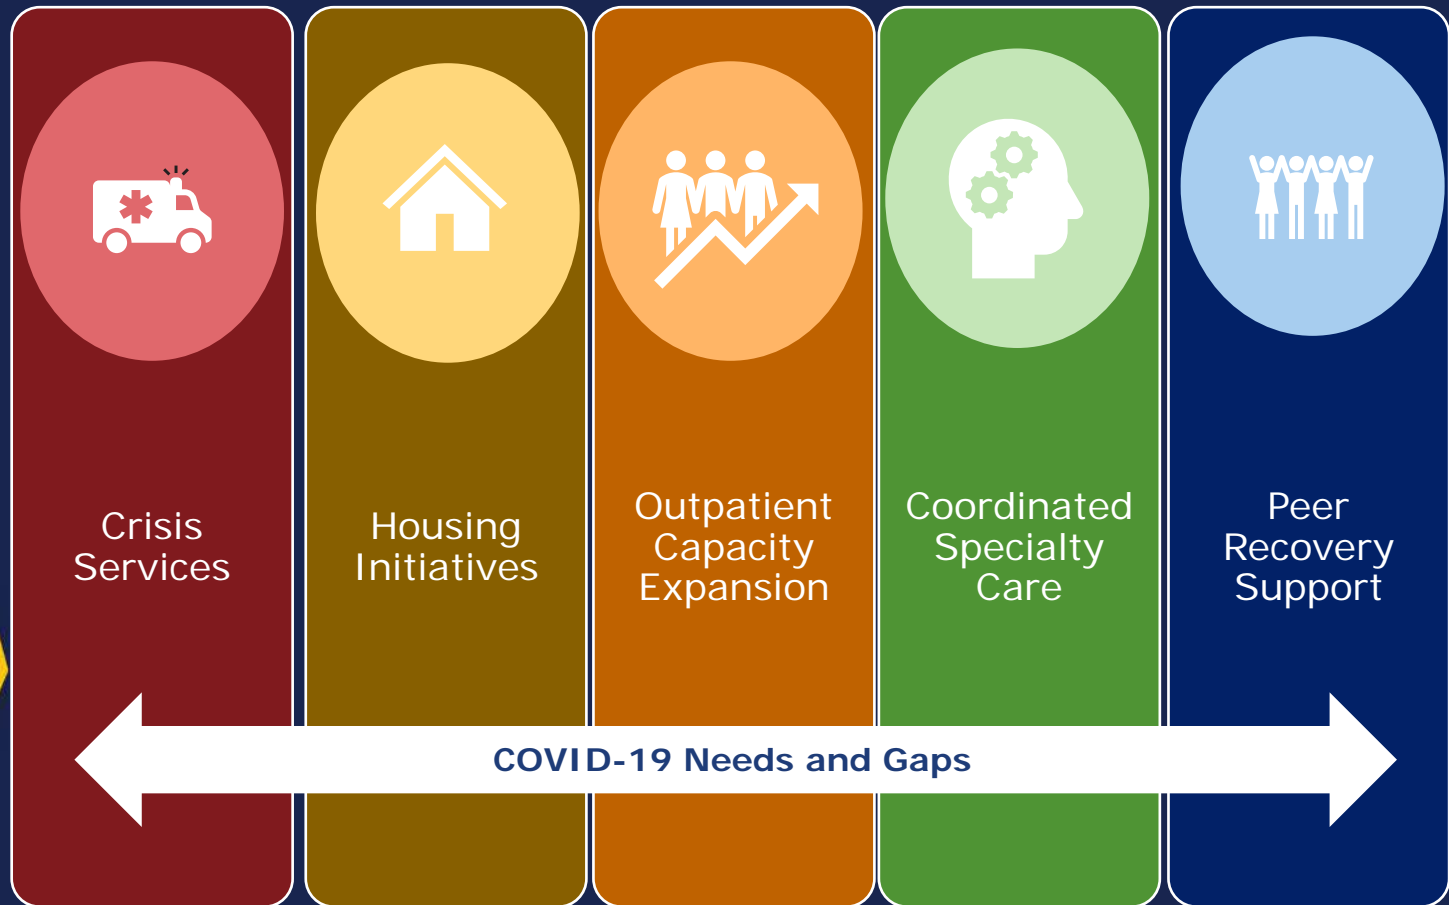 Crisis
Services
Housing
Initiatives
Outpatient
Capacity
Expansion
Coordinated
Specialty
Care
Peer
Recovery
Support
COVID-19 Needs and Gaps